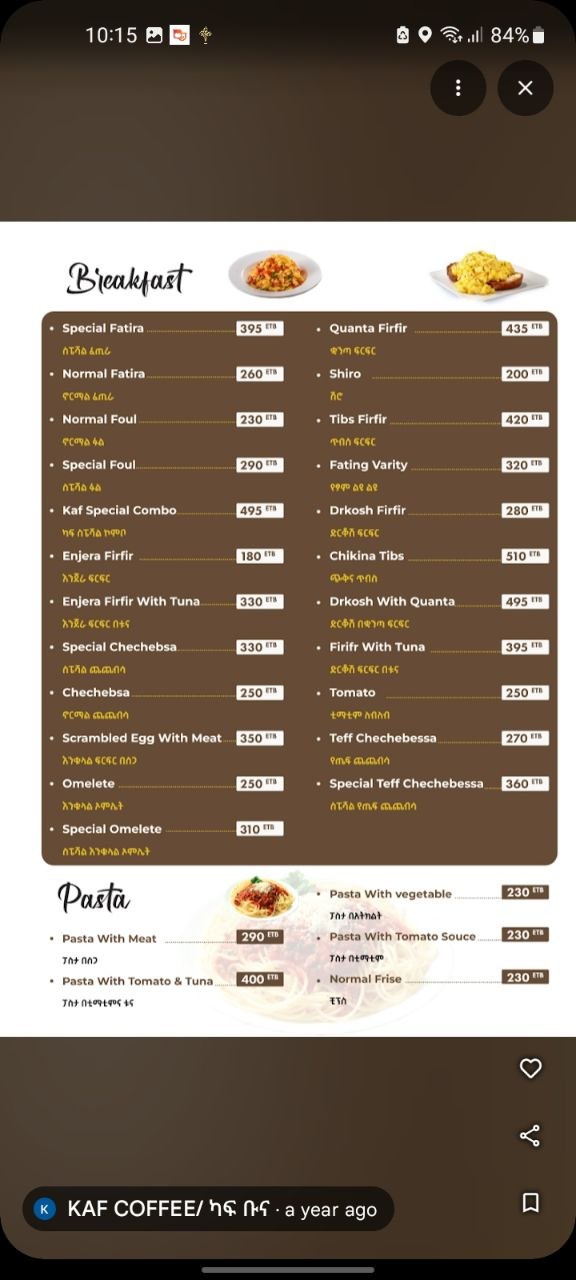 10:15
84%
Breakfast
Special Fatira 395 ETB
ስፔሻል ፈጠራ
Normal Fatira 260 ETB
ኖርማል ፈጠራ
Normal Foul 230 ETB
ኖርማል ፋል
Special Foul 290 ETB
ስፔሻል ፋል
Kaf Special Combo 495 ETB
ካፍ ስፔሻል ኮምቦ
Enjera Firfir 180 ETB
እንጀራ ፍርፍር
Enjera Firfir With Tuna 330 ETB
እንጀራ ፍርፍር በቱና
Special Chechebsa 330 ETB
ስፔሻል ጨጨብሳ
Chechebsa 250 ETB
ኖርማል ጨጨብሳ
Scrambled Egg With Meat 350 ETB
እንቁላል ፍርፍር በስጋ
Omelete 250 ETB
እንቁላል ኦምሌት
Special Omelete 310 ETB
ስፔሻል እንቁላል ኦምሌት
Quanta Firfir 435 ETB
ቋንጣ ፍርፍር
Shiro 200 ETB
ሽሮ
Tibs Firfir 420 ETB
ጥብስ ፍርፍር
Fating Varity 320 ETB
የፆም ልዩ ልዩ
Drkosh Firfir 280 ETB
ድርቆሽ ፍርፍር
Chikina Tibs 510 ETB
ጭቅና ጥብስ
Drkosh With Quanta 495 ETB
ድርቆሽ በቋንጣ ፍርፍር
Firifr With Tuna 395 ETB
ድርቆሽ ፍርፍር በቱና
Tomato 250 ETB
ቲማቲም ስብስብ
Teff Chechebessa 270 ETB
የጤፍ ጨጨብሳ
Special Teff Chechebessa 360 ETB
ስፔሻል የጤፍ ጨጨብሳ
Pasta
Pasta With Meat 290 ETB
ፓስታ በስጋ
Pasta With Tomato & Tuna 400 ETB
ፓስታ በቲማቲምና ቱና
Pasta With vegetable 230 ETB
ፓስታ በአትክልት
Pasta With Tomato Souce 230 ETB
ፓስታ በቲማቲም
Normal Frise 230 ETB
ቺፕስ
K KAF COFFEE/ ካፍ ቡና · a year ago